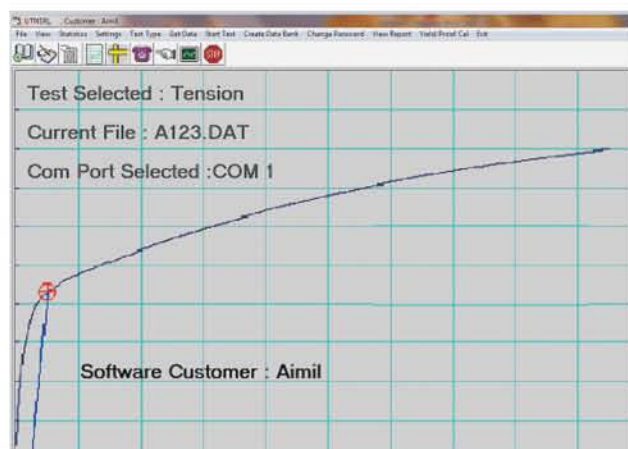 UTNIRL Customer : Aimil
File View Statistics Settings Test Type Get Data Start Test Create Data Bank Change Password View Report Yield/Proof Cal Exit
STOP
Test Selected : Tension
Current File : A123.DAT
Com Port Selected :COM 1
Software Customer : Aimil